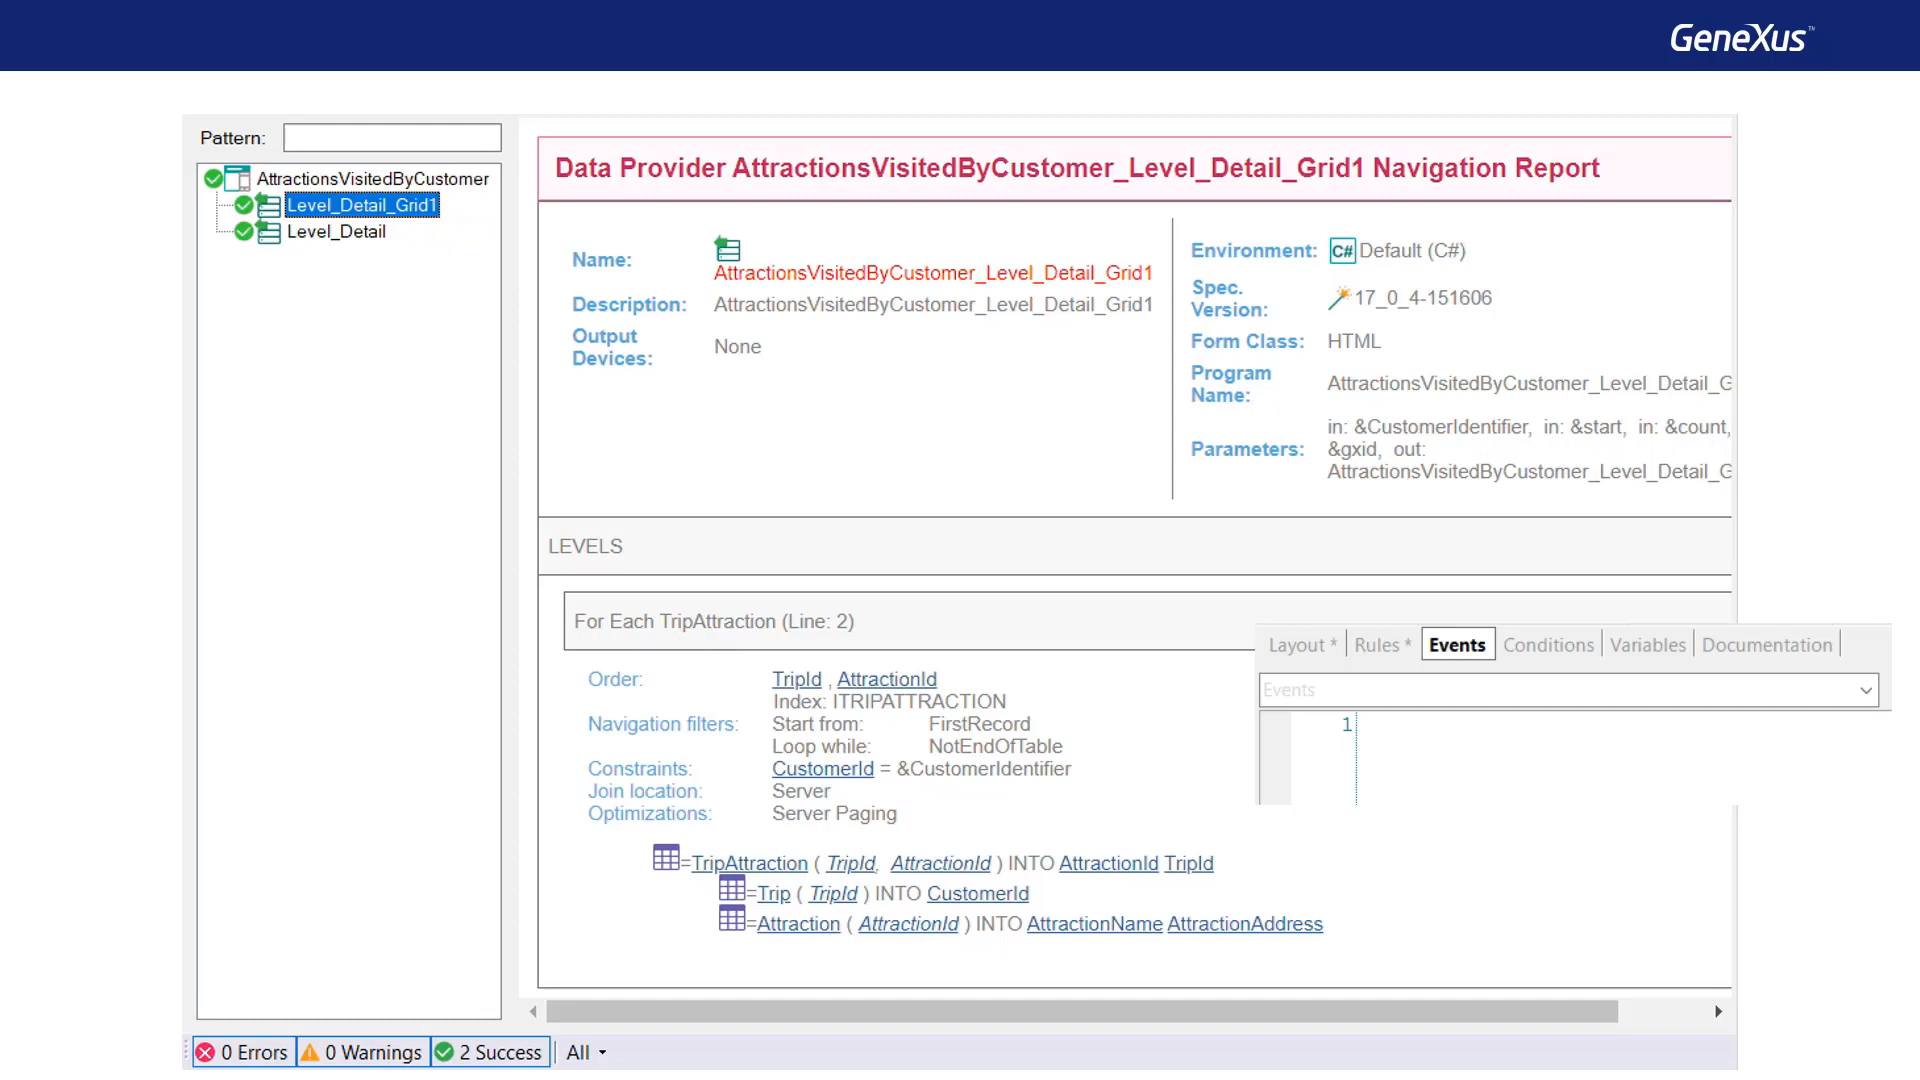 GeneXus™
Pattern:
AttractionsVisitedByCustomer
Level_Detail_Grid1
Level_Detail
Data Provider AttractionsVisitedByCustomer_Level_Detail_Grid1 Navigation Report
Name: AttractionsVisitedByCustomer_Level_Detail_Grid1
Description: AttractionsVisitedByCustomer_Level_Detail_Grid1
Output Devices: None
Environment: C# Default (C#)
Spec. Version: 17_0_4-151606
Form Class: HTML
Program Name: AttractionsVisitedByCustomer_Level_Detail_G
Parameters: in: &CustomerIdentifier, in: &start, in: &count,
&gxid, out:
AttractionsVisitedByCustomer_Level_Detail_G
LEVELS
For Each TripAttraction (Line: 2)
Order: TripId , AttractionId
Index: ITRIPATTRACTION
Navigation filters: Start from: FirstRecord
Loop while: NotEndOfTable
Constraints: CustomerId = &CustomerIdentifier
Join location: Server
Optimizations: Server Paging
=TripAttraction ( TripId, AttractionId ) INTO AttractionId TripId
=Trip ( TripId ) INTO CustomerId
=Attraction ( AttractionId ) INTO AttractionName AttractionAddress
Layout * Rules * Events Conditions Variables Documentation
Events
1
0 Errors 0 Warnings 2 Success All